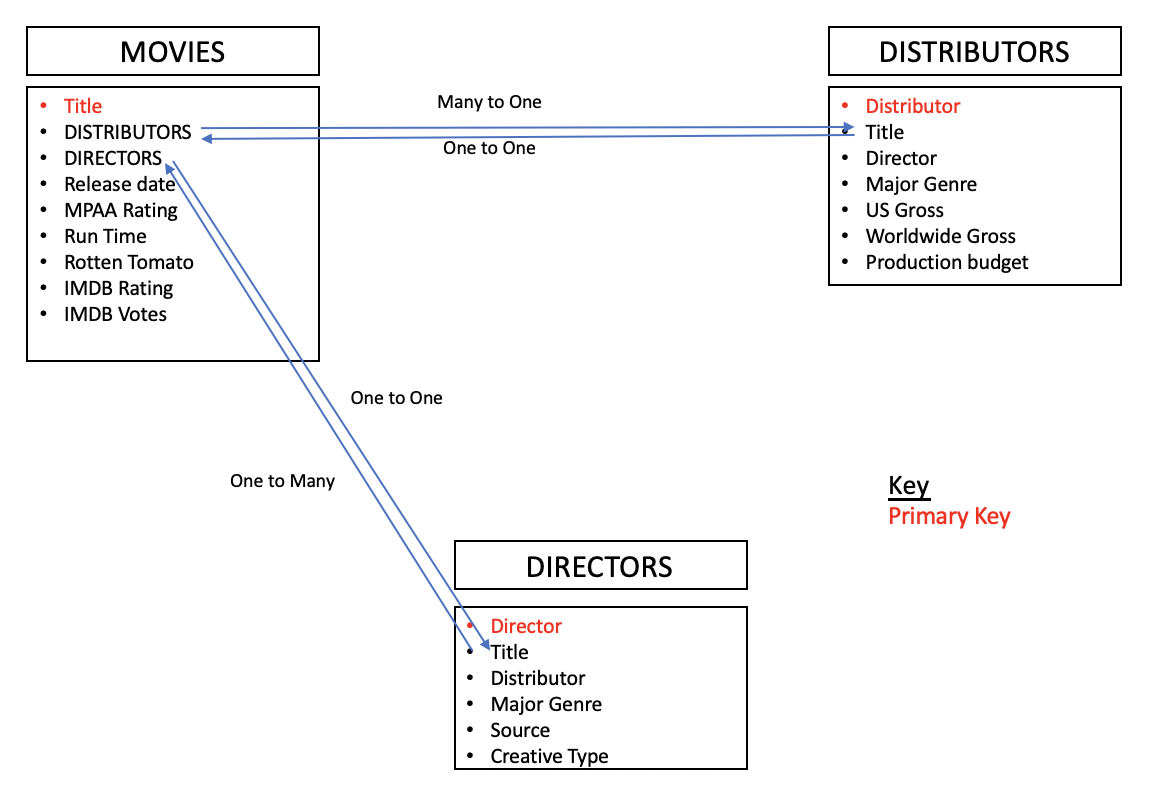 MOVIES
• Title
• DISTRIBUTORS
• DIRECTORS
• Release date
• MPAA Rating
• Run Time
• Rotten Tomato
• IMDB Rating
• IMDB Votes
Many to One
One to One
DISTRIBUTORS
• Distributor
• Title
• Director
• Major Genre
• US Gross
• Worldwide Gross
• Production budget
One to One
One to Many
Key
Primary Key
DIRECTORS
• Director
• Title
• Distributor
• Major Genre
• Source
• Creative Type